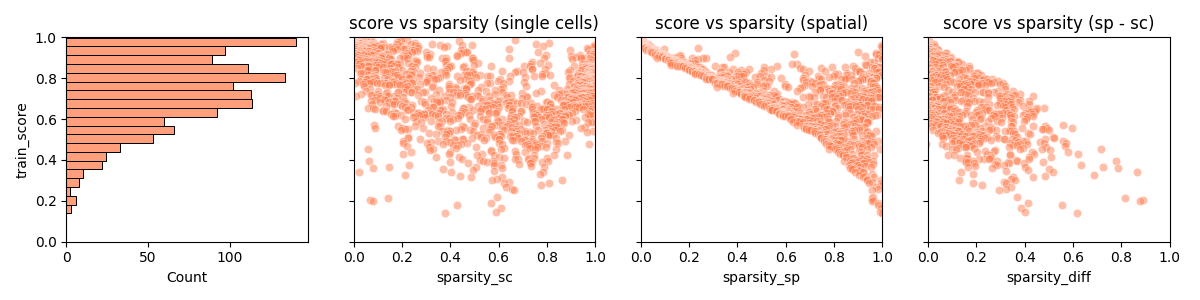 score vs sparsity (single cells)
score vs sparsity (spatial)
score vs sparsity (sp - sc)
train_score
1.0
0.8
0.6
0.4
0.2
0.0
0 50 100
Count
0.0 0.2 0.4 0.6 0.8 1.0
sparsity_sc
0.0 0.2 0.4 0.6 0.8 1.0
sparsity_sp
0.0 0.2 0.4 0.6 0.8 1.0
sparsity_diff